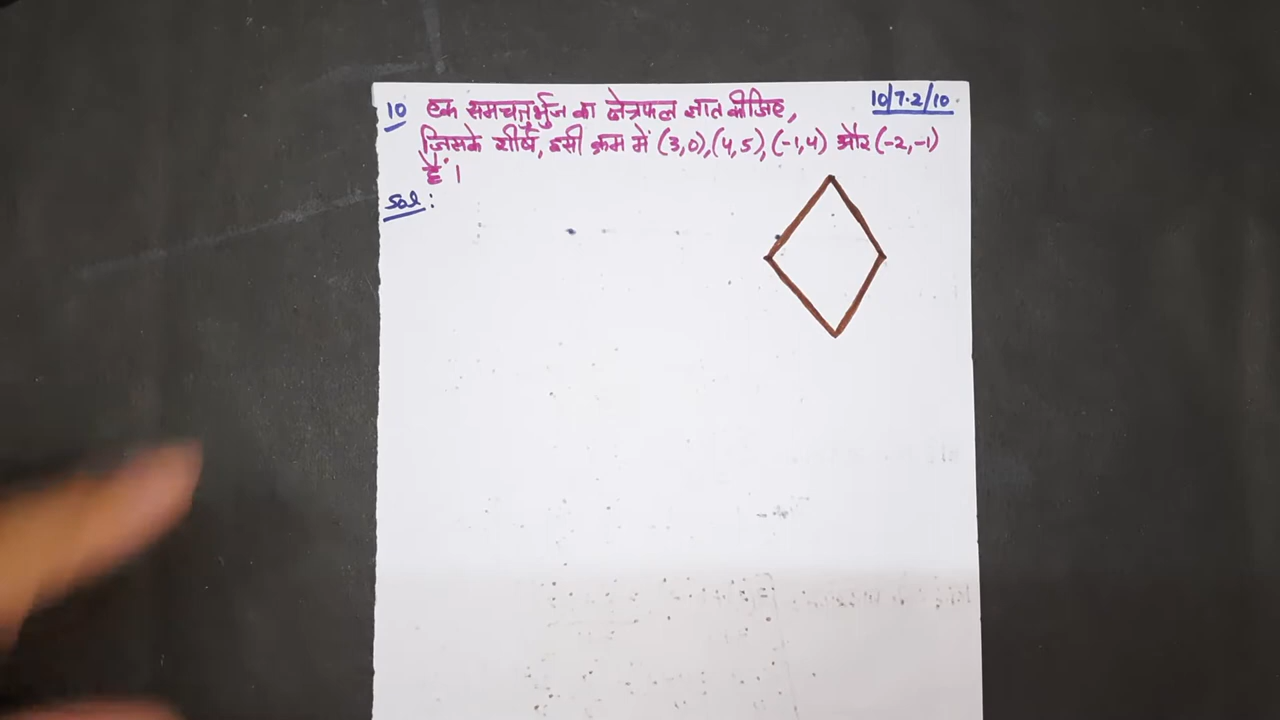 10 एक समचतुर्भुज का क्षेत्रफल ज्ञात कीजिए, 10/7.2/10
जिसके शीर्ष, इसी क्रम में (3,0),(4,5),(-1,4) और (-2,-1)
हैं।
Sol: